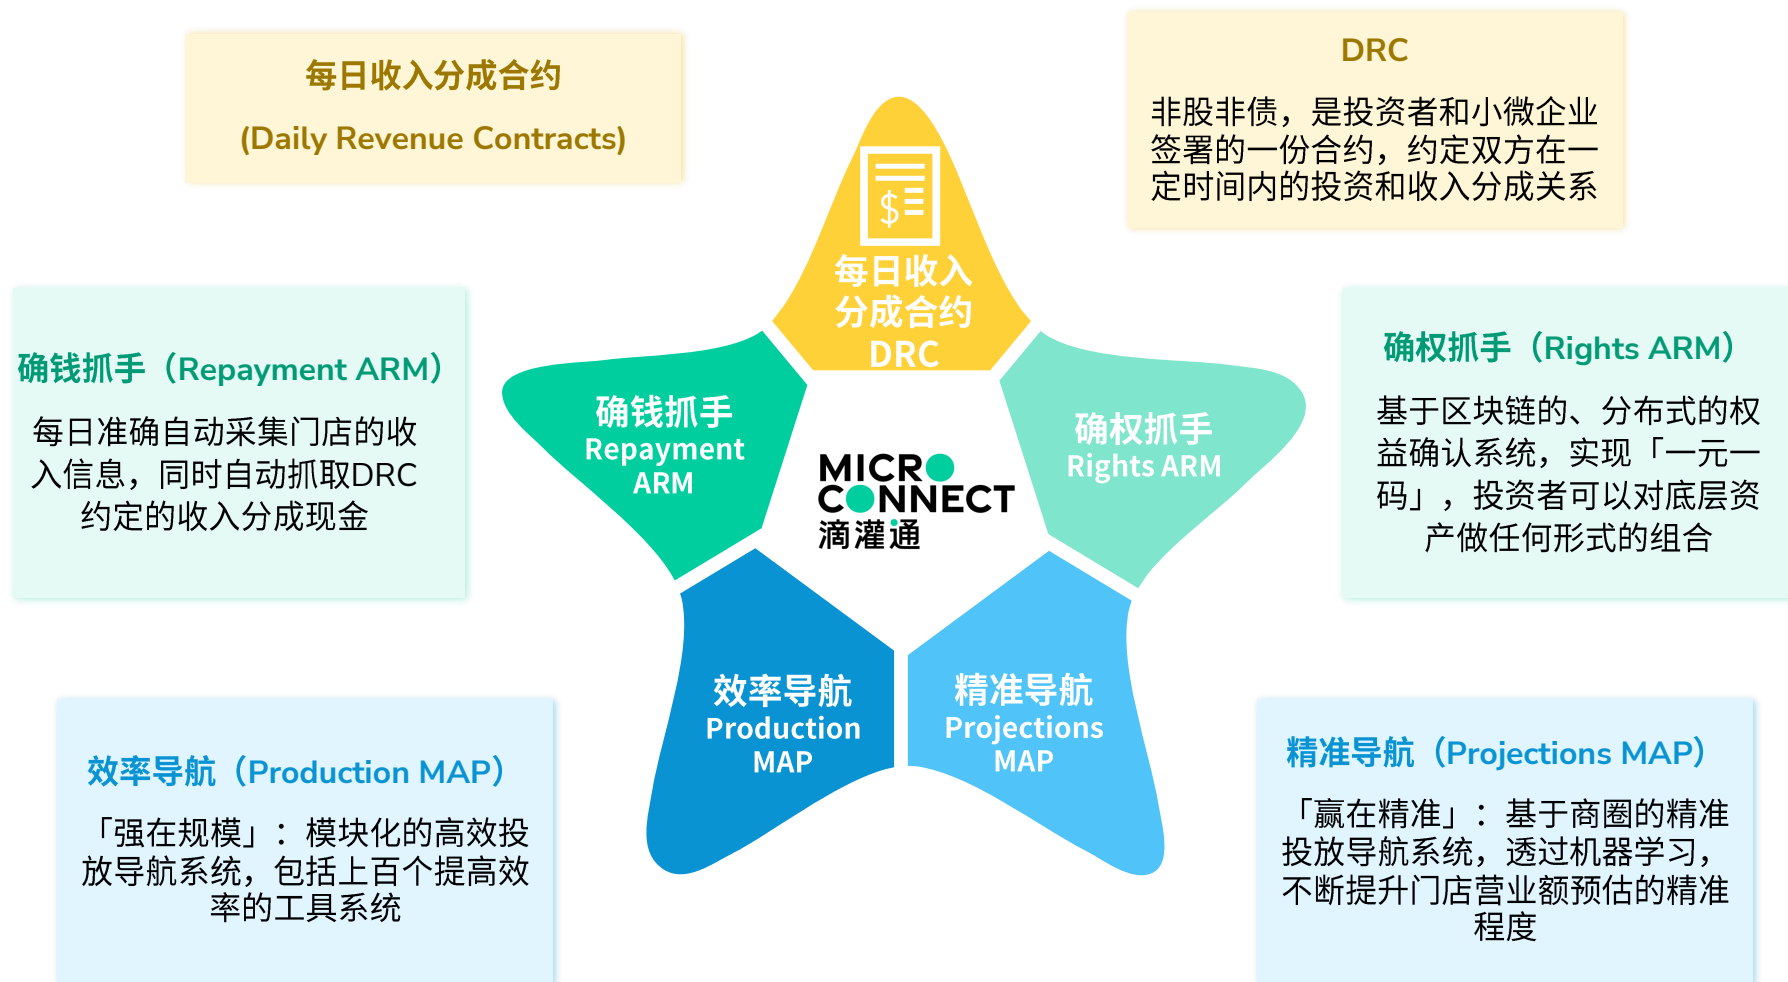 每日收入分成合约
(Daily Revenue Contracts)
DRC
非股非债，是投资者和小微企业
签署的一份合约，约定双方在一
定时间内的投资和收入分成关系
$
每日收入
分成合约
DRC
确钱抓手（Repayment ARM）
每日准确自动采集门店的收
入信息，同时自动抓取DRC
约定的收入分成现金
确钱抓手
Repayment
ARM
MICRO
CONNECT
滴灌通
确权抓手
Rights ARM
确权抓手（Rights ARM）
基于区块链的、分布式的权
益确认系统，实现「一元一
码」，投资者可以对底层资
产做任何形式的组合
效率导航（Production MAP）
「强在规模」：模块化的高效投
放导航系统，包括上百个提高效
率的工具系统
效率导航
Production
MAP
精准导航
Projections
MAP
精准导航（Projections MAP）
「赢在精准」：基于商圈的精准
投放导航系统，透过机器学习，
不断提升门店营业额预估的精准
程度